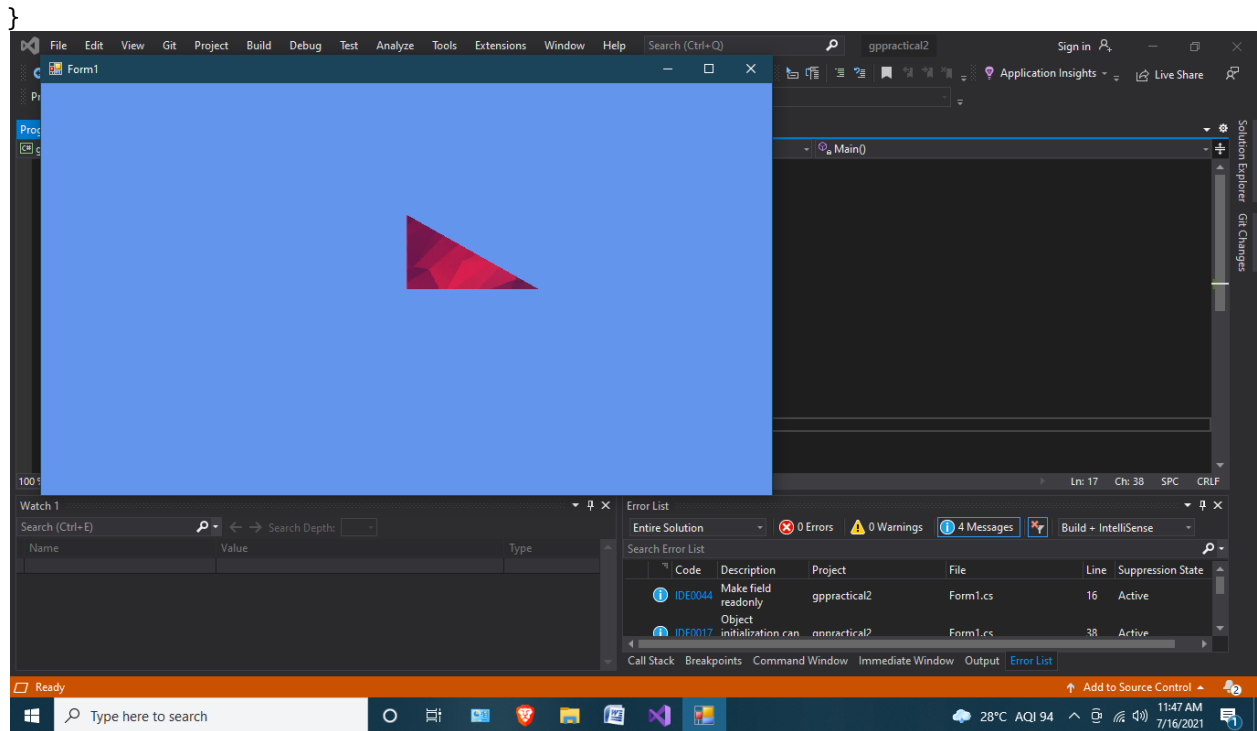 }
File Edit View Git Project Build Debug Test Analyze Tools Extensions Window Help Search (Ctrl+Q) gppractical2 Sign in
Form1
Application Insights Live Share
Main()
Solution Explorer
Git Changes
Ln: 17 Ch: 38 SPC CRLF
Watch 1
Search (Ctrl+E) Search Depth:
Name Value Type
Error List
Entire Solution 0 Errors 0 Warnings 4 Messages Build + IntelliSense
Search Error List
Code Description Project File Line Suppression State
IDE0044 Make field readonly gppractical2 Form1.cs 16 Active
IDE0017 Object initialization can gppractical2 Form1.cs 38 Active
Call Stack Breakpoints Command Window Immediate Window Output Error List
Ready Add to Source Control 2
Type here to search 28°C AQI 94 11:47 AM
7/16/2021